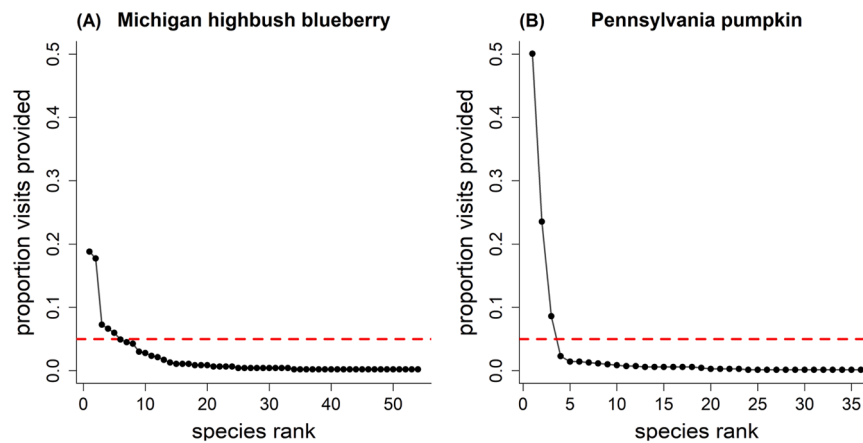 (A) Michigan highbush blueberry
proportion visits provided
0.5
0.4
0.3
0.2
0.1
0.0
0 10 20 30 40 50
species rank
(B) Pennsylvania pumpkin
proportion visits provided
0.5
0.4
0.3
0.2
0.1
0.0
0 5 10 15 20 25 30 35
species rank